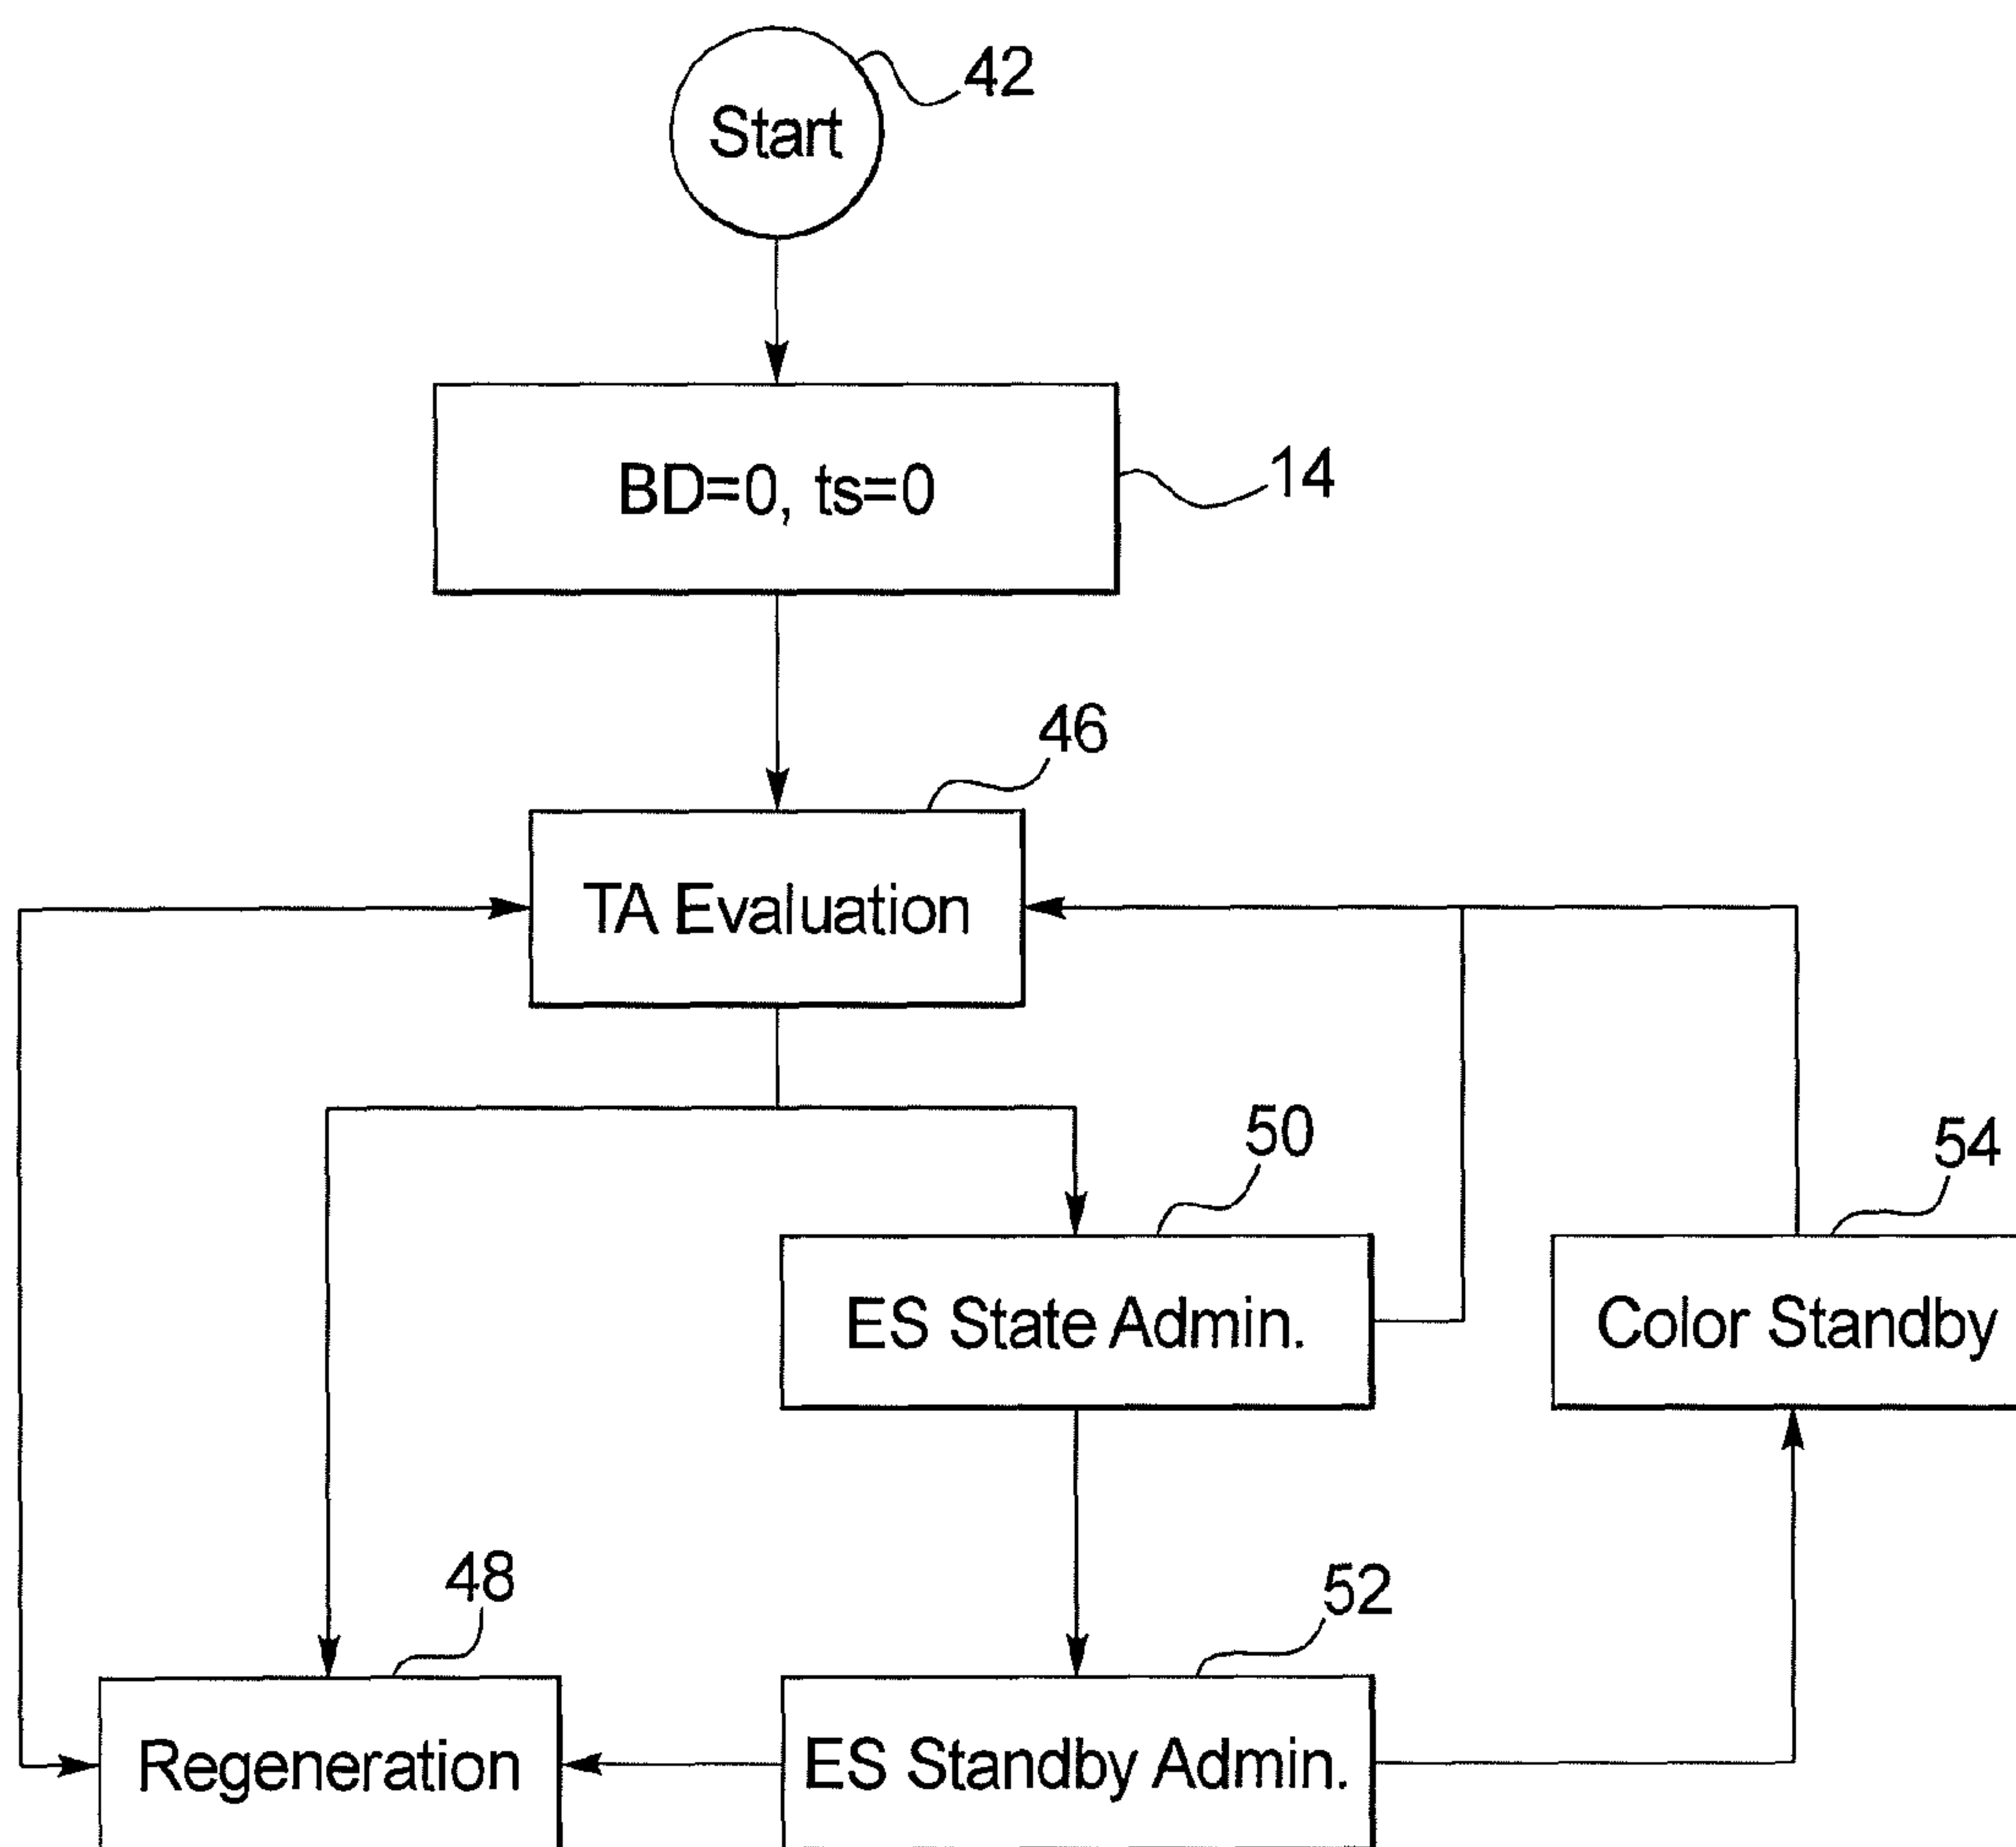 42
Start
BD=0, ts=0
14
46
TA Evaluation
50
54
ES State Admin.
Color Standby
48
52
Regeneration
ES Standby Admin.